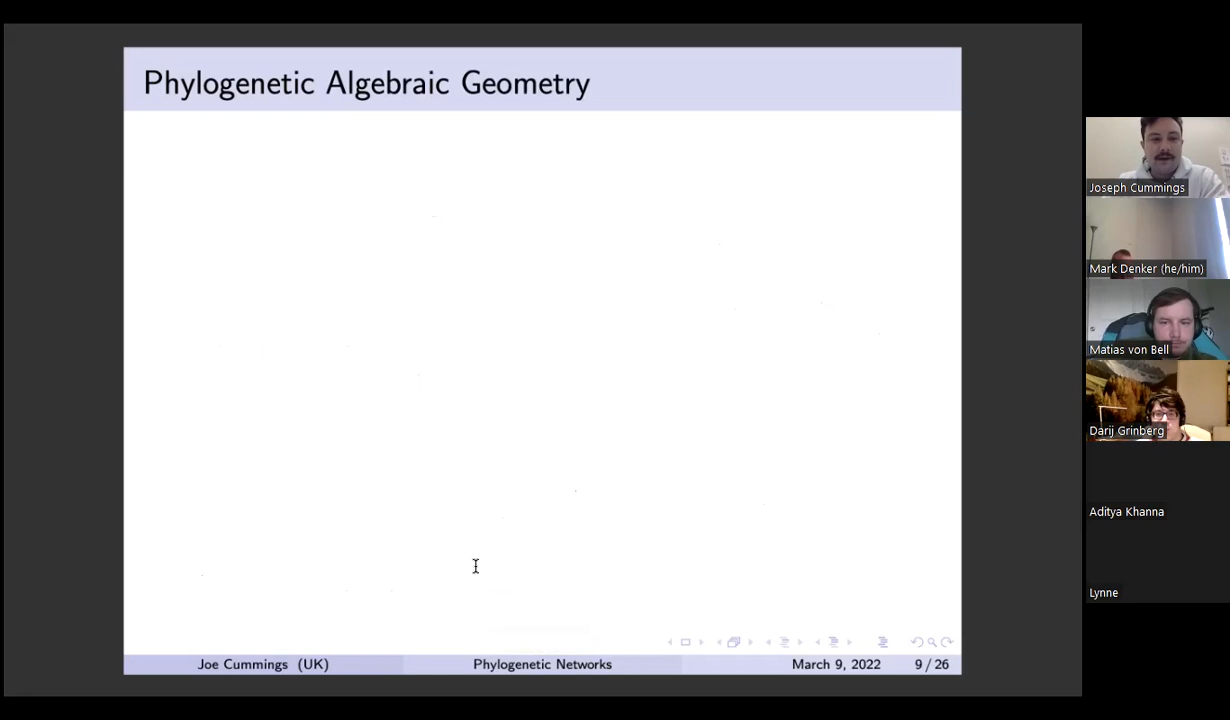 Phylogenetic Algebraic Geometry
Joseph Cummings
Mark Denker (he/him)
Matias von Bell
Darij Grinberg
Aditya Khanna
Lynne
Joe Cummings (UK)
Phylogenetic Networks
March 9, 2022
9 / 26